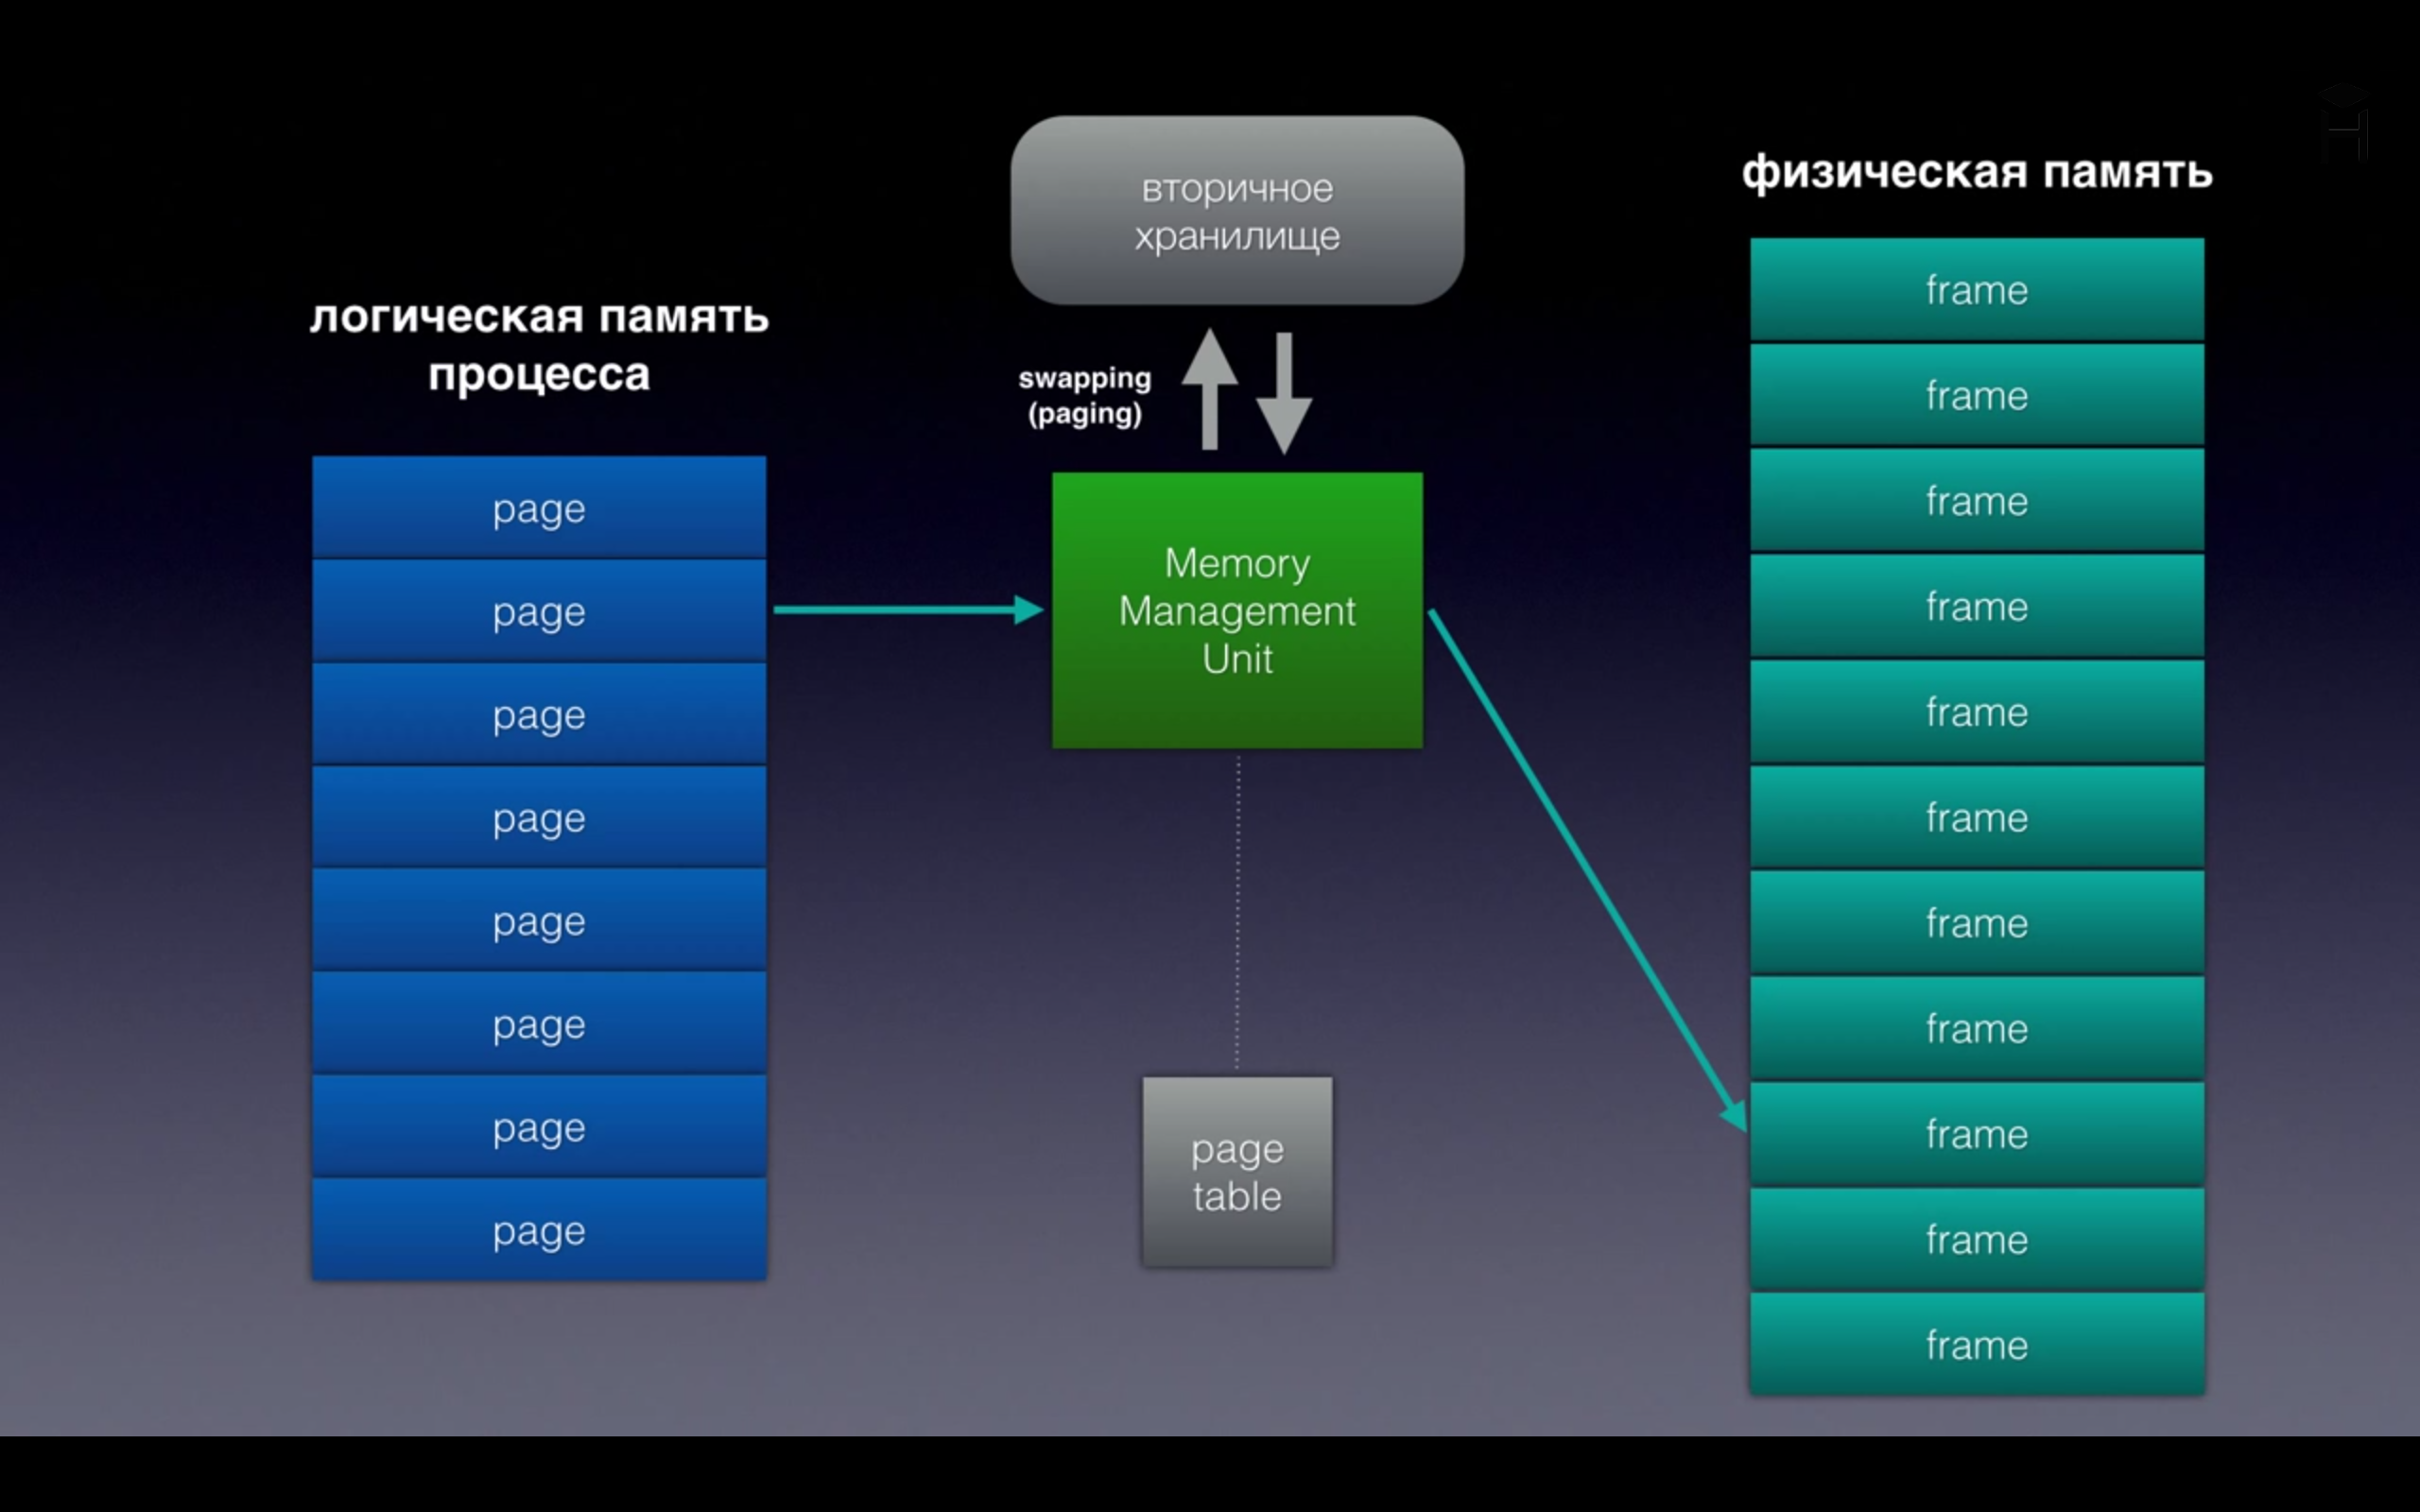 логическая память
процесса
page
page
page
page
page
page
page
page
вторичное
хранилище
swapping
(paging)
Memory
Management
Unit
page
table
физическая память
frame
frame
frame
frame
frame
frame
frame
frame
frame
frame
frame